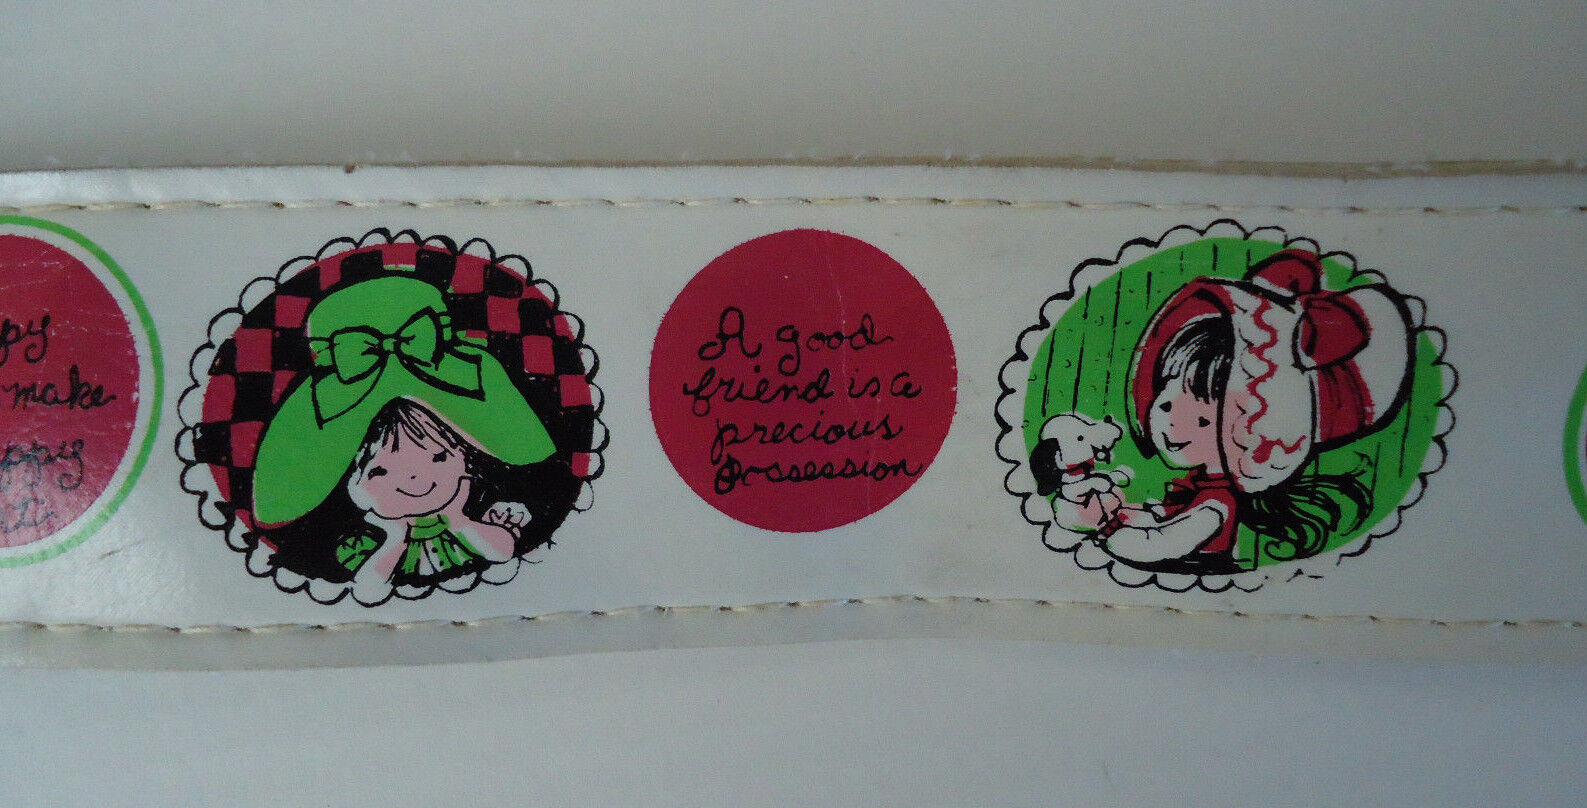 make
A good
friend is a
precious
possession